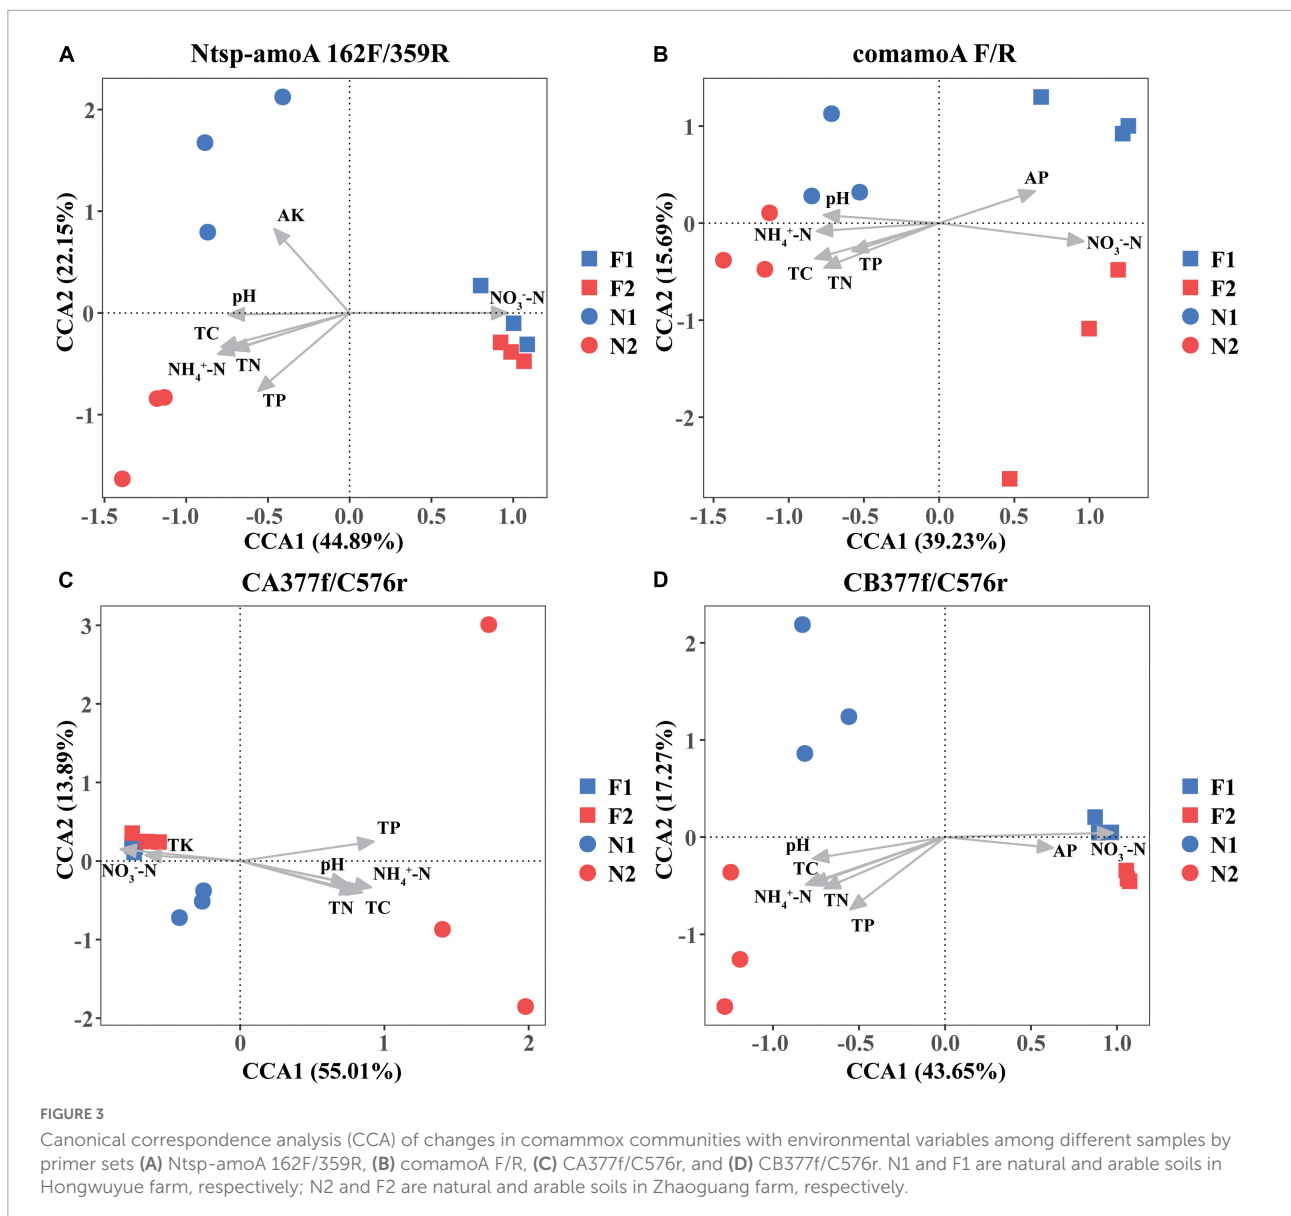 A
Ntsp-amoA 162F/359R
CCA2 (22.15%)
2
1
0
-1
AK
pH
NO₃⁻-N
TC
TN
NH₄⁺-N
TP
-1.5 -1.0 -0.5 0.0 0.5 1.0
CCA1 (44.89%)
F1
F2
N1
N2
B
comamoA F/R
CCA2 (15.69%)
1
0
-1
-2
AP
pH
NH₄⁺-N
NO₃⁻-N
TP
TC
TN
-1.5 -1.0 -0.5 0.0 0.5 1.0
CCA1 (39.23%)
F1
F2
N1
N2
C
CA377f/C576r
CCA2 (13.89%)
3
2
1
0
-1
-2
TP
TK
NO₃⁻-N
pH
NH₄⁺-N
TN
TC
0 1 2
CCA1 (55.01%)
F1
F2
N1
N2
D
CB377f/C576r
CCA2 (17.27%)
2
1
0
-1
pH
AP
NO₃⁻-N
TC
NH₄⁺-N
TN
TP
-1.0 -0.5 0.0 0.5 1.0
CCA1 (43.65%)
F1
F2
N1
N2
FIGURE 3
Canonical correspondence analysis (CCA) of changes in comammox communities with environmental variables among different samples by
primer sets (A) Ntsp-amoA 162F/359R, (B) comamoA F/R, (C) CA377f/C576r, and (D) CB377f/C576r. N1 and F1 are natural and arable soils in
Hongwuyue farm, respectively; N2 and F2 are natural and arable soils in Zhaoguang farm, respectively.